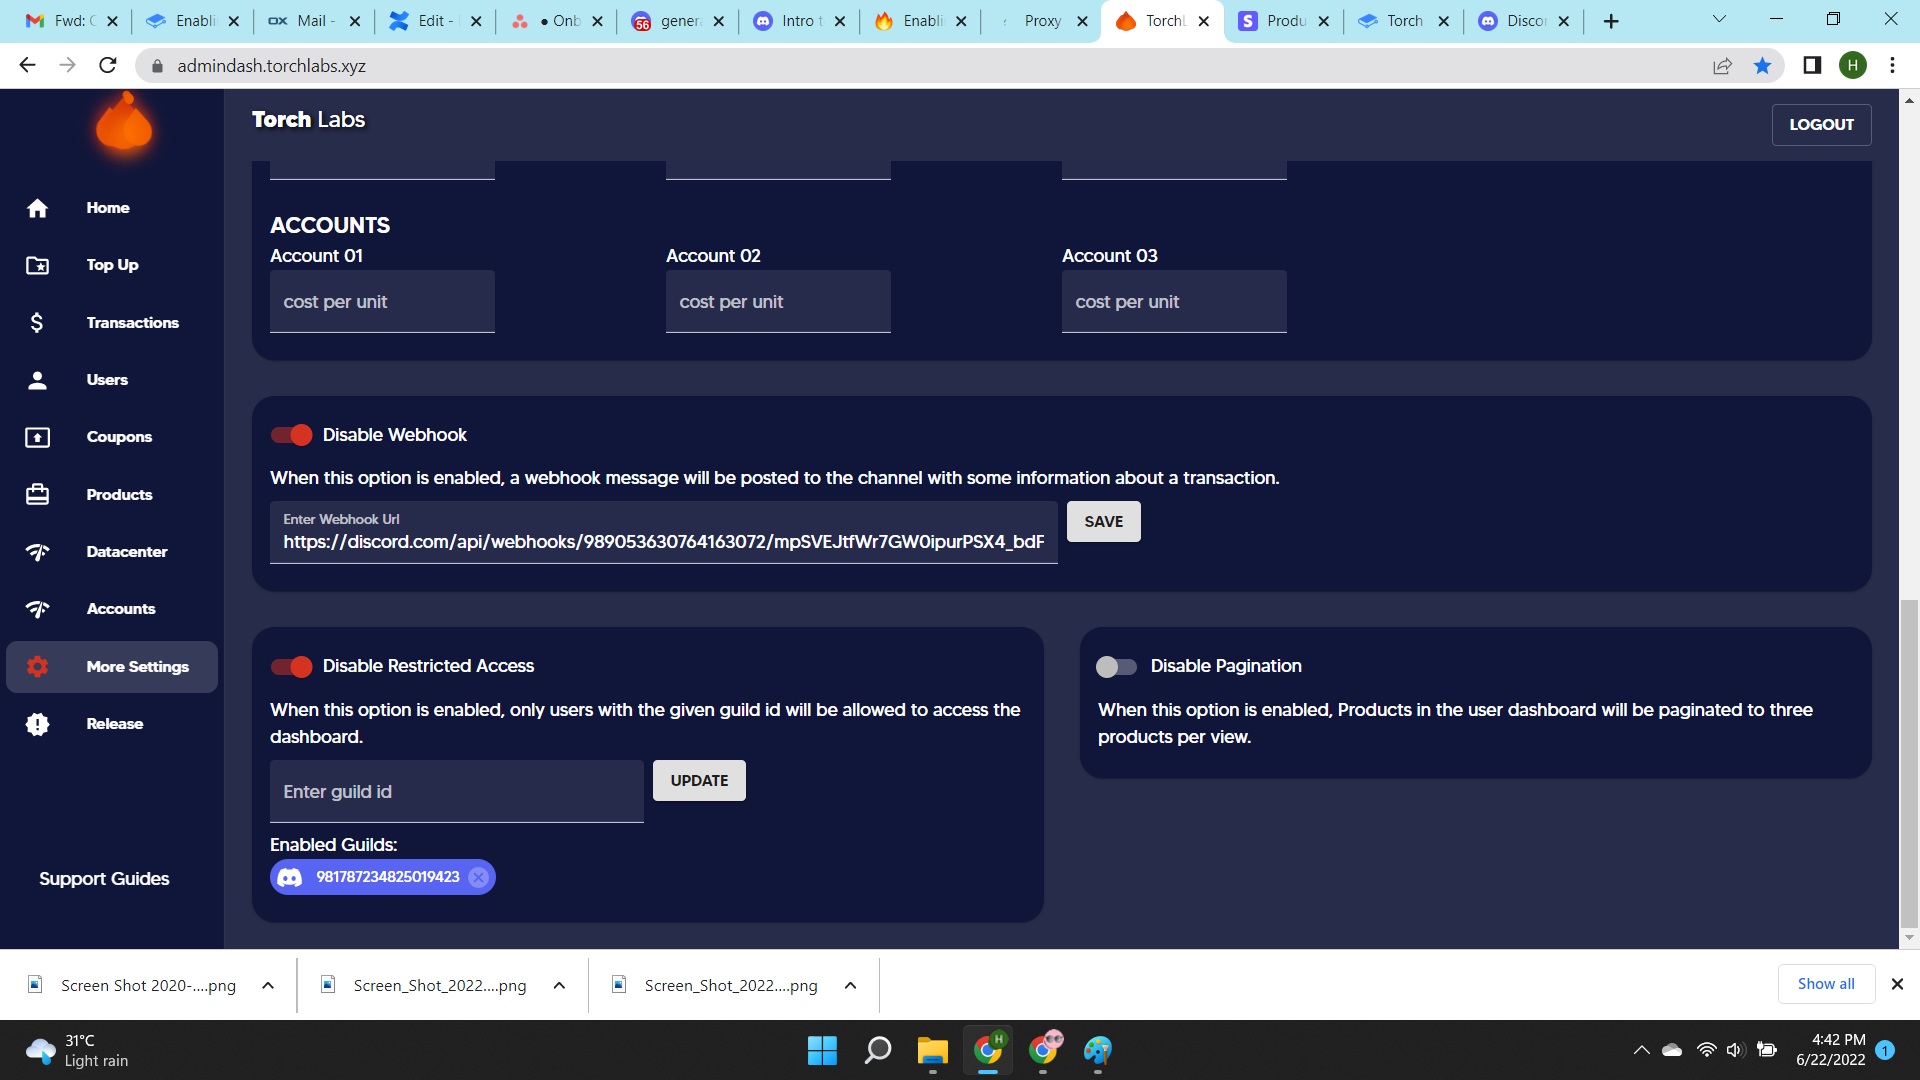 Fwd: 
Enabli
Mail -
Edit -
• Onb
56
gener
Intro t
Enabli
Proxy
Torch
S
Produ
Torch
Disco
admindash.torchlabs.xyz
H
Torch Labs
LOGOUT
Home
Top Up
Transactions
Users
Coupons
Products
Datacenter
Accounts
More Settings
Release
Support Guides
ACCOUNTS
Account 01
Account 02
Account 03
cost per unit
cost per unit
cost per unit
Disable Webhook
When this option is enabled, a webhook message will be posted to the channel with some information about a transaction.
Enter Webhook Url
https://discord.com/api/webhooks/989053630764163072/mpSVEJtfWr7GW0ipurPSX4_bdF
SAVE
Disable Restricted Access
When this option is enabled, only users with the given guild id will be allowed to access the
dashboard.
Enter guild id
UPDATE
Enabled Guilds:
981787234825019423
Disable Pagination
When this option is enabled, Products in the user dashboard will be paginated to three
products per view.
Screen Shot 2020-....png
Screen_Shot_2022....png
Screen_Shot_2022....png
Show all
31°C
Light rain
H
4:42 PM
6/22/2022
1